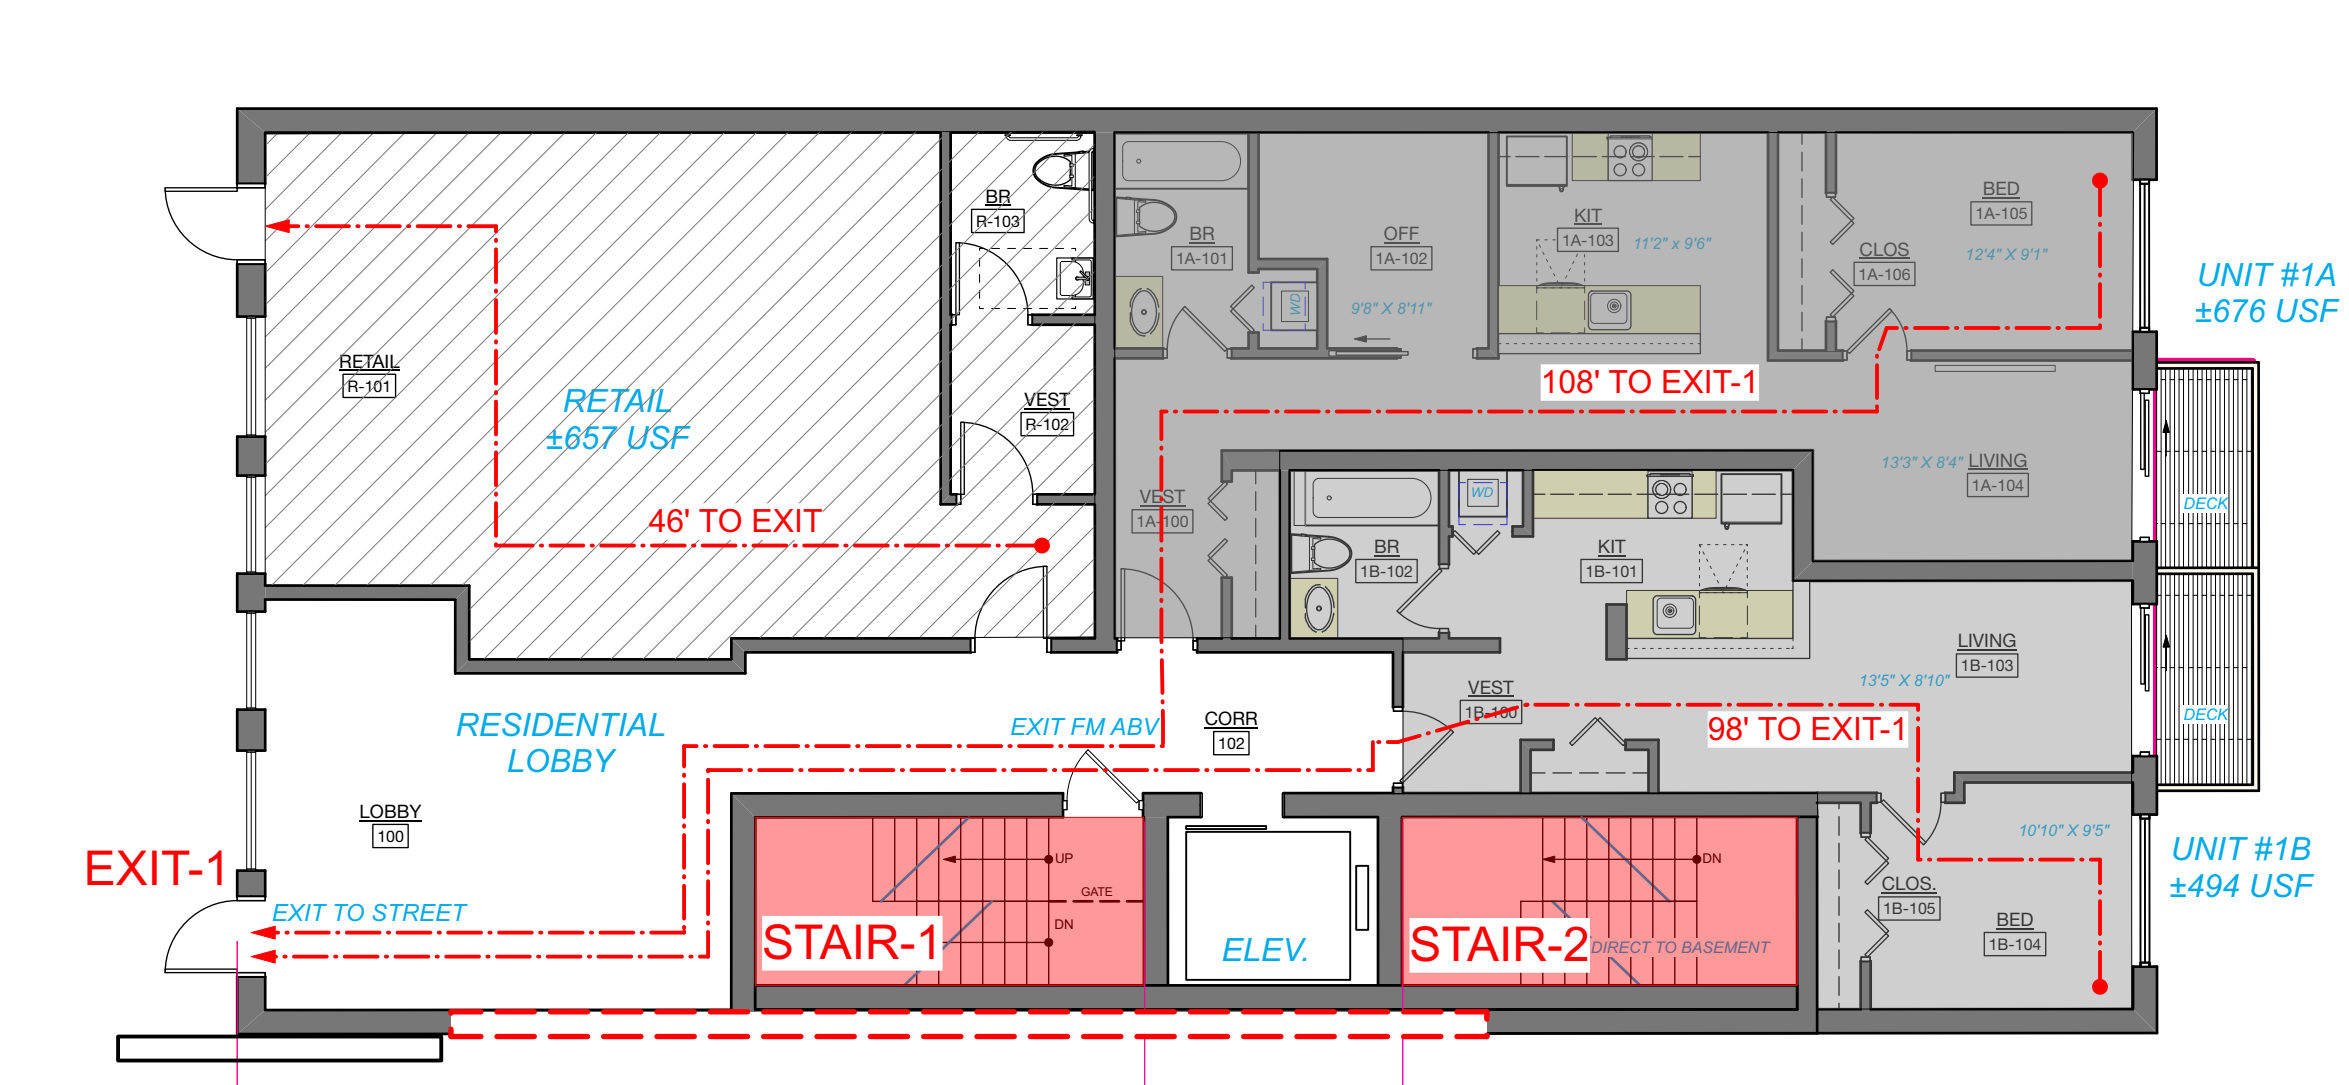 BR
R-103
RETAIL
R-101
RETAIL
±657 USF
VEST
R-102
46' TO EXIT
BR
1A-101
WD
OFF
1A-102
9'8" X 8'11"
KIT
1A-103
11'2" x 9'6"
CLOS
1A-106
BED
1A-105
12'4" X 9'1"
UNIT #1A
±676 USF
108' TO EXIT-1
13'3" X 8'4"
LIVING
1A-104
DECK
VEST
1A-100
BR
1B-102
WD
KIT
1B-101
LIVING
1B-103
13'5" X 8'10"
DECK
VEST
1B-100
98' TO EXIT-1
RESIDENTIAL
LOBBY
EXIT FM ABV
CORR
102
LOBBY
100
EXIT-1
EXIT TO STREET
UP
GATE
DN
STAIR-1
ELEV.
DN
STAIR-2
DIRECT TO BASEMENT
10'10" X 9'5"
CLOS.
1B-105
BED
1B-104
UNIT #1B
±494 USF